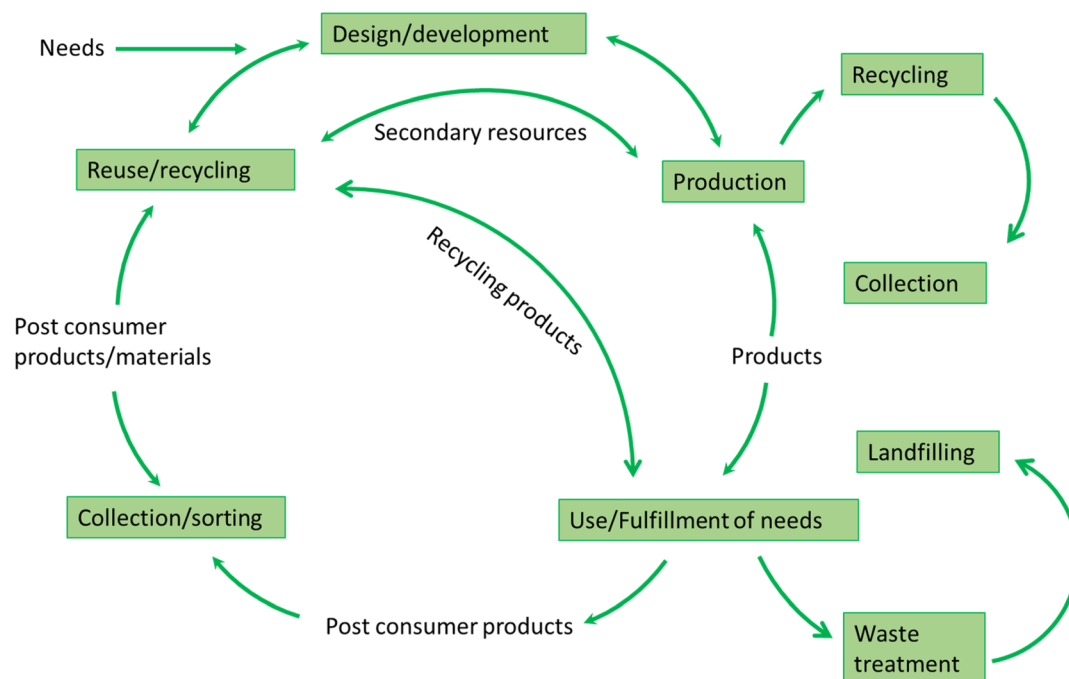 Needs
Design/development
Recycling
Secondary resources
Reuse/recycling
Production
Recycling products
Collection
Post consumer
products/materials
Products
Landfilling
Collection/sorting
Use/Fulfillment of needs
Post consumer products
Waste
treatment